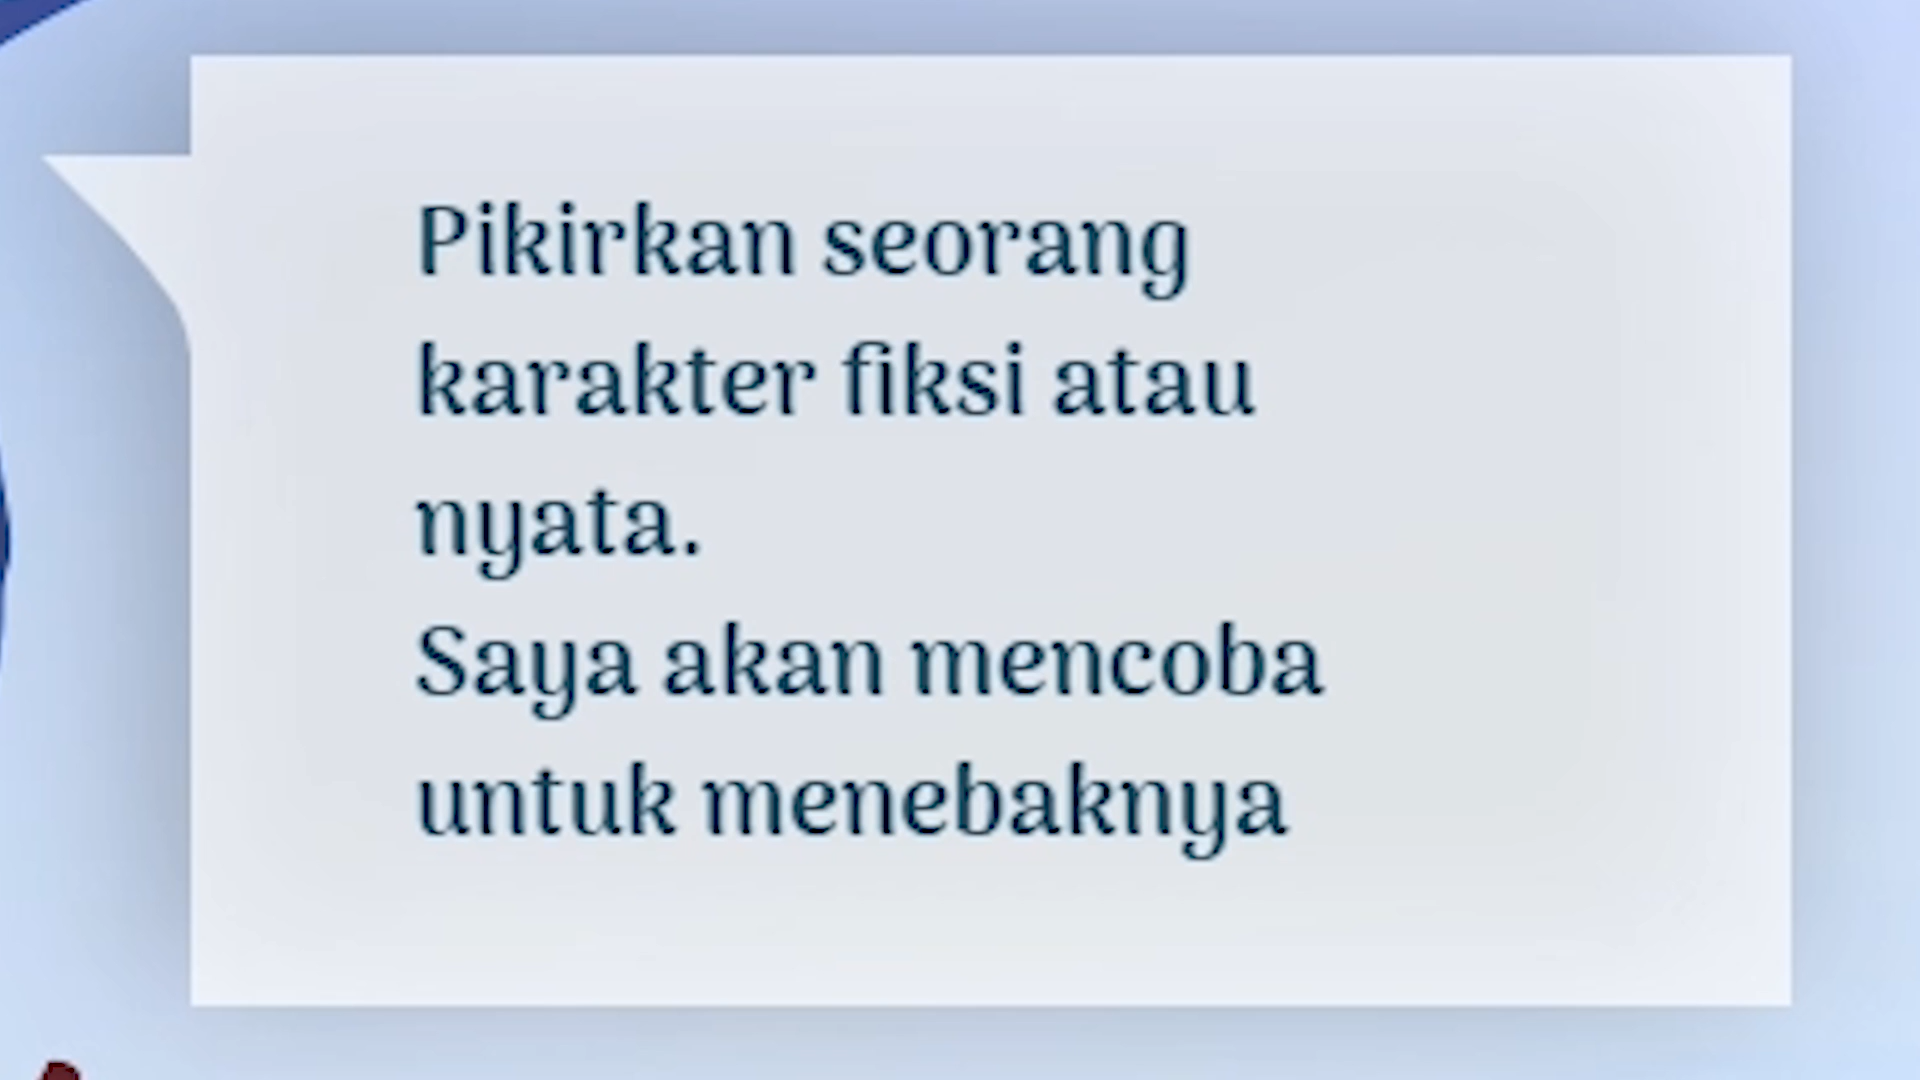 Pikirkan seorang
karakter fiksi atau
nyata.
Saya akan mencoba
untuk menebaknya